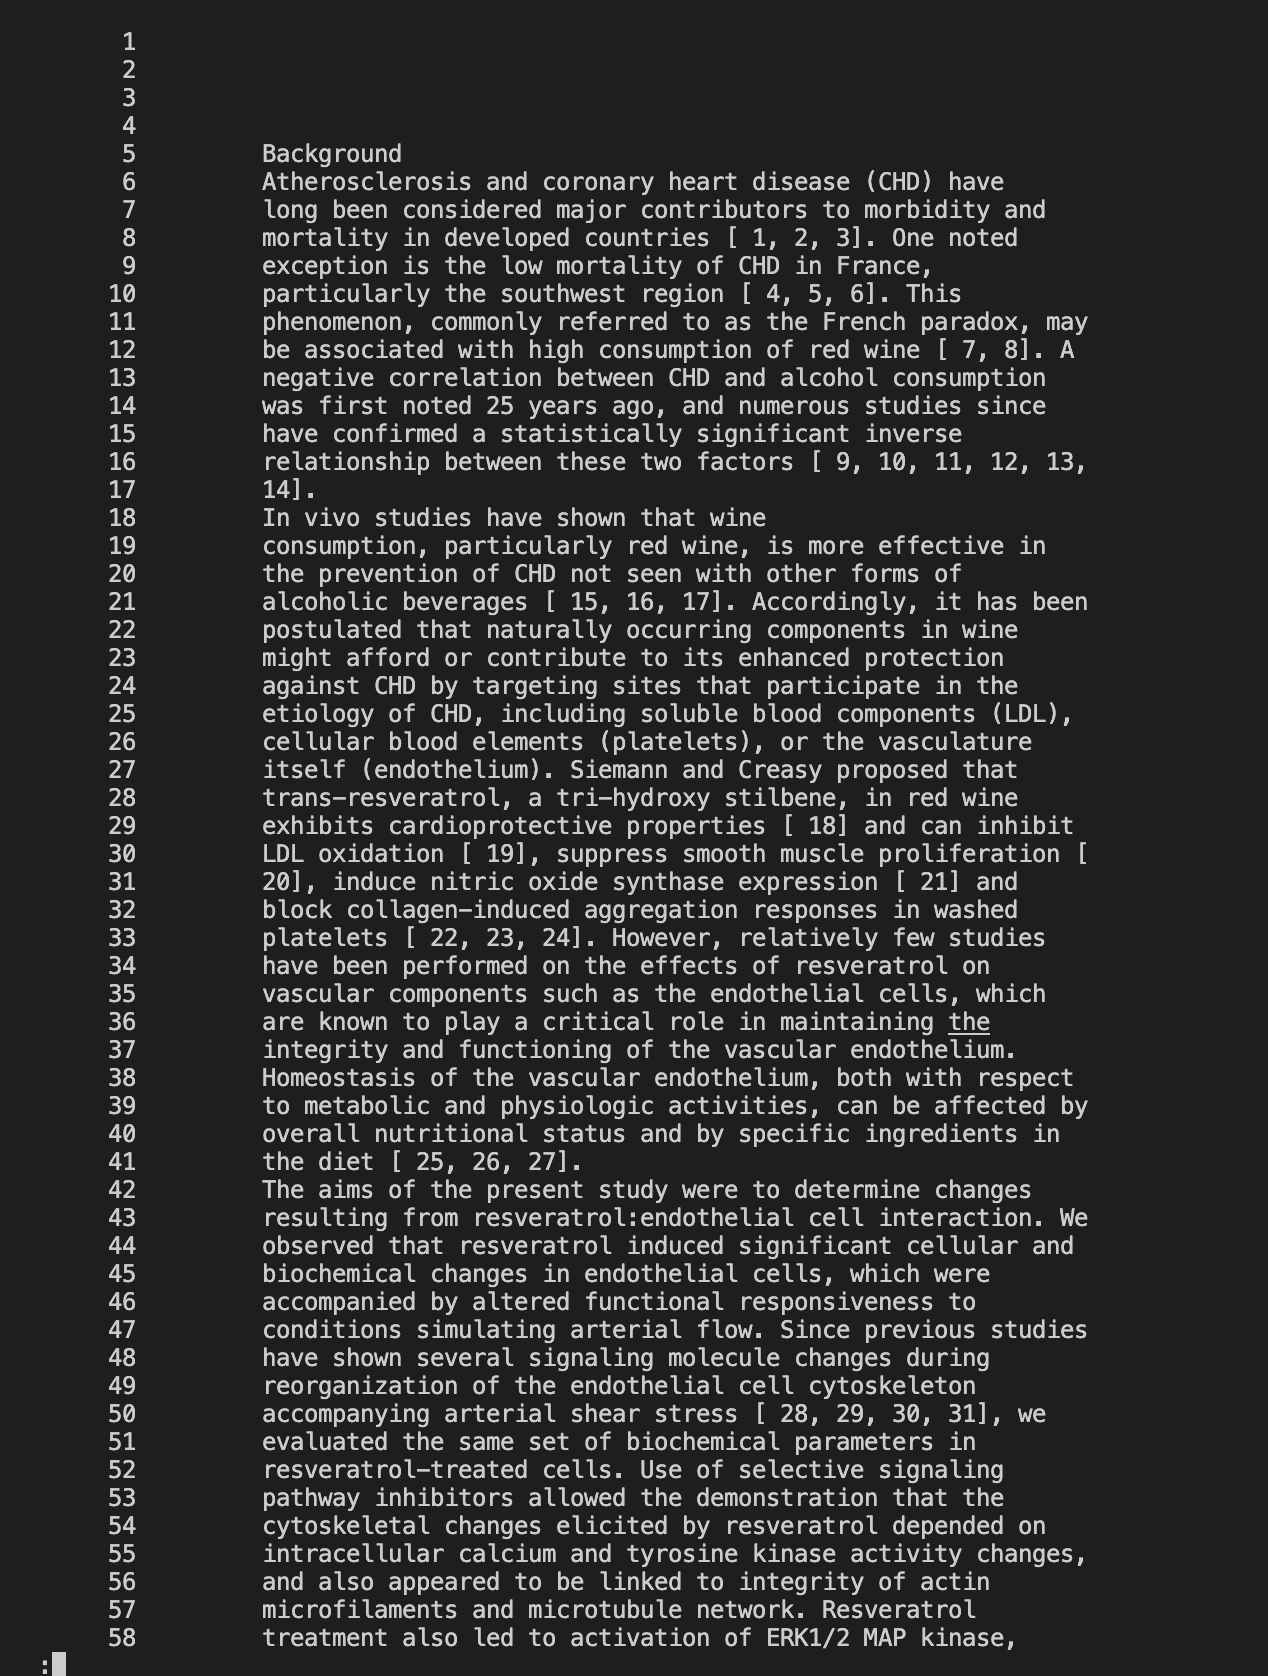 1
2
3
4
5 Background
6 Atherosclerosis and coronary heart disease (CHD) have
7 long been considered major contributors to morbidity and
8 mortality in developed countries [ 1, 2, 3]. One noted
9 exception is the low mortality of CHD in France,
10 particularly the southwest region [ 4, 5, 6]. This
11 phenomenon, commonly referred to as the French paradox, may
12 be associated with high consumption of red wine [ 7, 8]. A
13 negative correlation between CHD and alcohol consumption
14 was first noted 25 years ago, and numerous studies since
15 have confirmed a statistically significant inverse
16 relationship between these two factors [ 9, 10, 11, 12, 13,
17 14].
18 In vivo studies have shown that wine
19 consumption, particularly red wine, is more effective in
20 the prevention of CHD not seen with other forms of
21 alcoholic beverages [ 15, 16, 17]. Accordingly, it has been
22 postulated that naturally occurring components in wine
23 might afford or contribute to its enhanced protection
24 against CHD by targeting sites that participate in the
25 etiology of CHD, including soluble blood components (LDL),
26 cellular blood elements (platelets), or the vasculature
27 itself (endothelium). Siemann and Creasy proposed that
28 trans-resveratrol, a tri-hydroxy stilbene, in red wine
29 exhibits cardioprotective properties [ 18] and can inhibit
30 LDL oxidation [ 19], suppress smooth muscle proliferation [
31 20], induce nitric oxide synthase expression [ 21] and
32 block collagen-induced aggregation responses in washed
33 platelets [ 22, 23, 24]. However, relatively few studies
34 have been performed on the effects of resveratrol on
35 vascular components such as the endothelial cells, which
36 are known to play a critical role in maintaining the
37 integrity and functioning of the vascular endothelium.
38 Homeostasis of the vascular endothelium, both with respect
39 to metabolic and physiologic activities, can be affected by
40 overall nutritional status and by specific ingredients in
41 the diet [ 25, 26, 27].
42 The aims of the present study were to determine changes
43 resulting from resveratrol:endothelial cell interaction. We
44 observed that resveratrol induced significant cellular and
45 biochemical changes in endothelial cells, which were
46 accompanied by altered functional responsiveness to
47 conditions simulating arterial flow. Since previous studies
48 have shown several signaling molecule changes during
49 reorganization of the endothelial cell cytoskeleton
50 accompanying arterial shear stress [ 28, 29, 30, 31], we
51 evaluated the same set of biochemical parameters in
52 resveratrol-treated cells. Use of selective signaling
53 pathway inhibitors allowed the demonstration that the
54 cytoskeletal changes elicited by resveratrol depended on
55 intracellular calcium and tyrosine kinase activity changes,
56 and also appeared to be linked to integrity of actin
57 microfilaments and microtubule network. Resveratrol
58 treatment also led to activation of ERK1/2 MAP kinase,
: